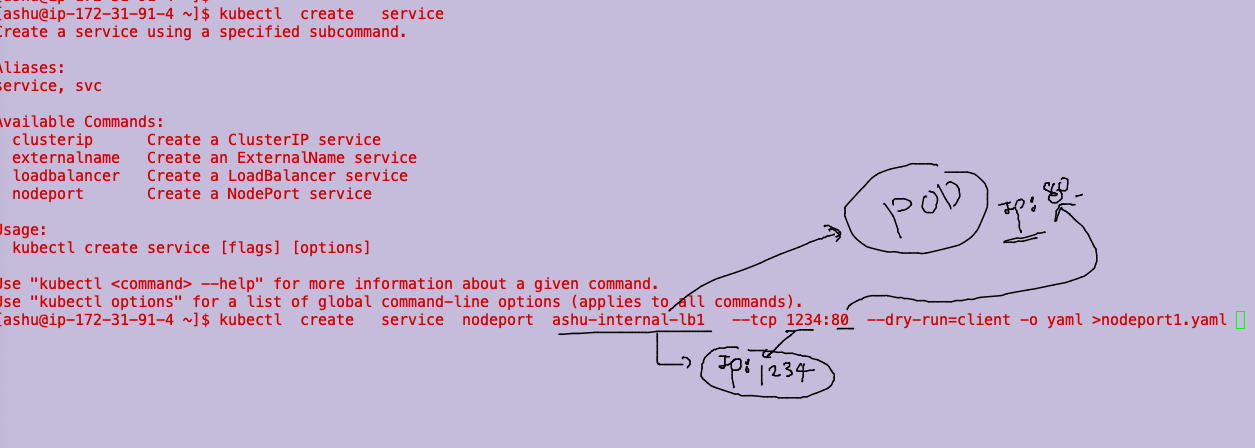 [ashu@ip-172-31-91-4 ~]$ kubectl  create   service
Create a service using a specified subcommand.
Aliases:
service, svc
Available Commands:
  clusterip      Create a ClusterIP service
  externalname   Create an ExternalName service
  loadbalancer   Create a LoadBalancer service
  nodeport       Create a NodePort service
Usage:
  kubectl create service [flags] [options]
Use "kubectl <command> --help" for more information about a given command.
Use "kubectl options" for a list of global command-line options (applies to all commands).
[ashu@ip-172-31-91-4 ~]$ kubectl  create   service  nodeport  ashu-internal-lb1   --tcp 1234:80  --dry-run=client -o yaml >nodeport1.yaml
POD
IP:80
IP:1234